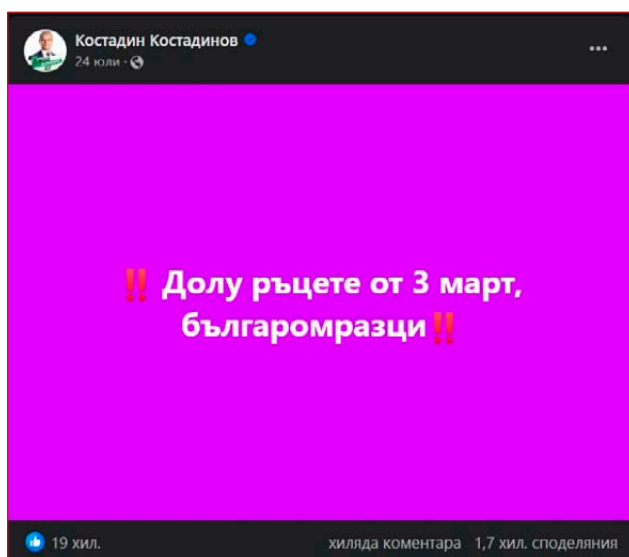 Костадин Костадинов
24 юли ·
‼ Долу ръцете от 3 март,
българомразци‼
19 хил.
хиляда коментара 1,7 хил. споделяния